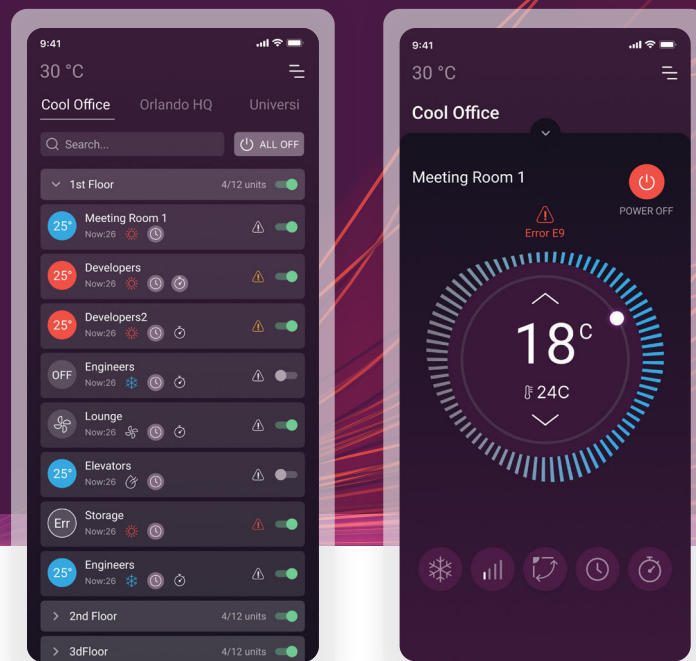 9:41
30 °C
Cool Office Orlando HQ Universi
Search... ALL OFF
1st Floor 4/12 units
25° Meeting Room 1
Now:26
25° Developers
Now:26
25° Developers2
Now:26
OFF Engineers
Now:26
Lounge
Now:26
25° Elevators
Now:26
Err Storage
Now:26
25° Engineers
Now:26
2nd Floor 4/12 units
3dFloor 4/12 units
9:41
30 °C
Cool Office
Meeting Room 1
POWER OFF
Error E9
18 C
24C